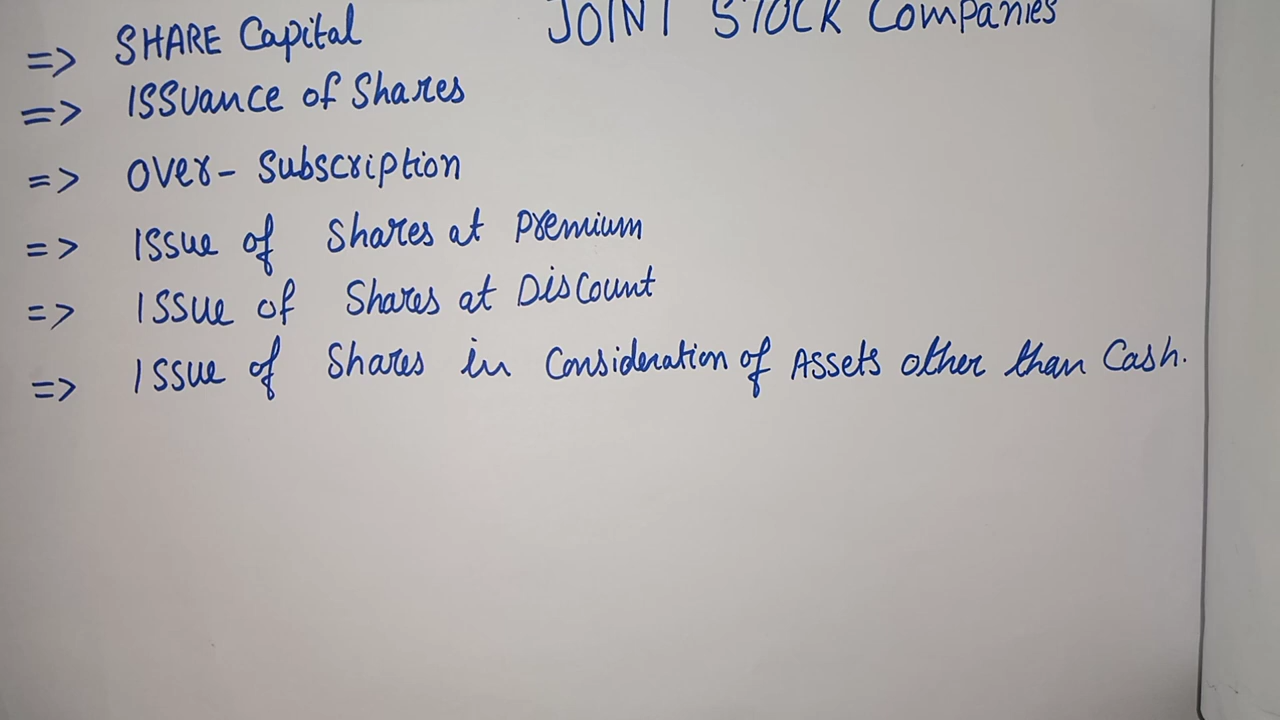 JOINT STOCK Companies
=> SHARE Capital
=> ISSuance of Shares
=> Over- Subscription
=> Issue of Shares at Premium
=> ISSue of Shares at Discount
=> ISSue of Shares in Consideration of Assets other than Cash.